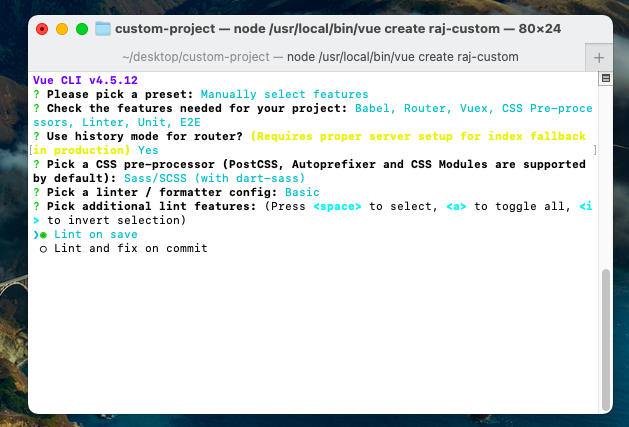 custom-project — node /usr/local/bin/vue create raj-custom — 80×24
~/desktop/custom-project — node /usr/local/bin/vue create raj-custom
+
Vue CLI v4.5.12
? Please pick a preset: Manually select features
? Check the features needed for your project: Babel, Router, Vuex, CSS Pre-proce
ssors, Linter, Unit, E2E
? Use history mode for router? (Requires proper server setup for index fallback
[in production) Yes ]
? Pick a CSS pre-processor (PostCSS, Autoprefixer and CSS Modules are supported
by default): Sass/SCSS (with dart-sass)
? Pick a linter / formatter config: Basic
? Pick additional lint features: (Press <space> to select, <a> to toggle all, <i
> to invert selection)
❯◉ Lint on save
◯ Lint and fix on commit